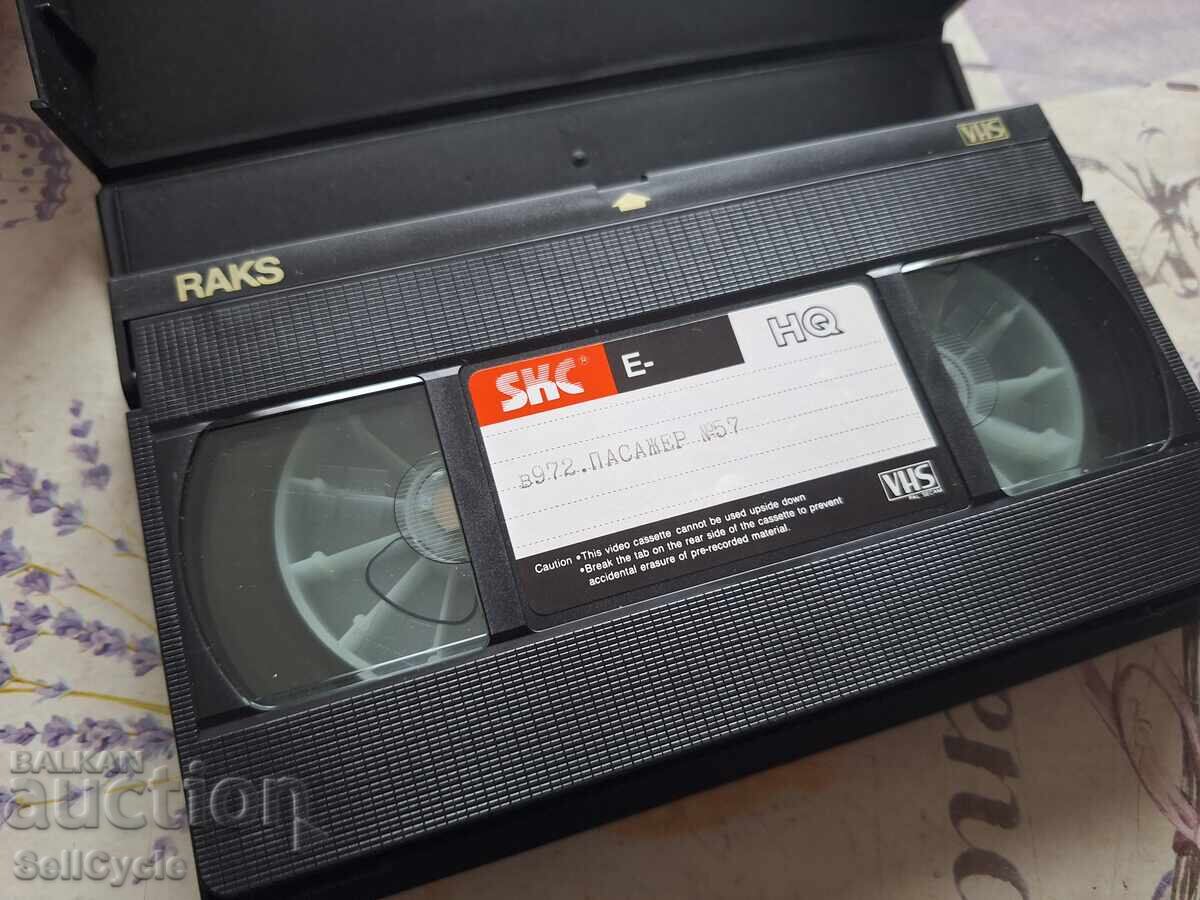 VHS
RAKS
SKC® E- HQ
в972.ПАСАЖЕР №57
VHS
PAL SECAM
Caution •This video cassette cannot be used upside down
•Break the tab on the rear side of the cassette to prevent
accidental erasure of pre-recorded material.
BALKAN
auction
SellCycle